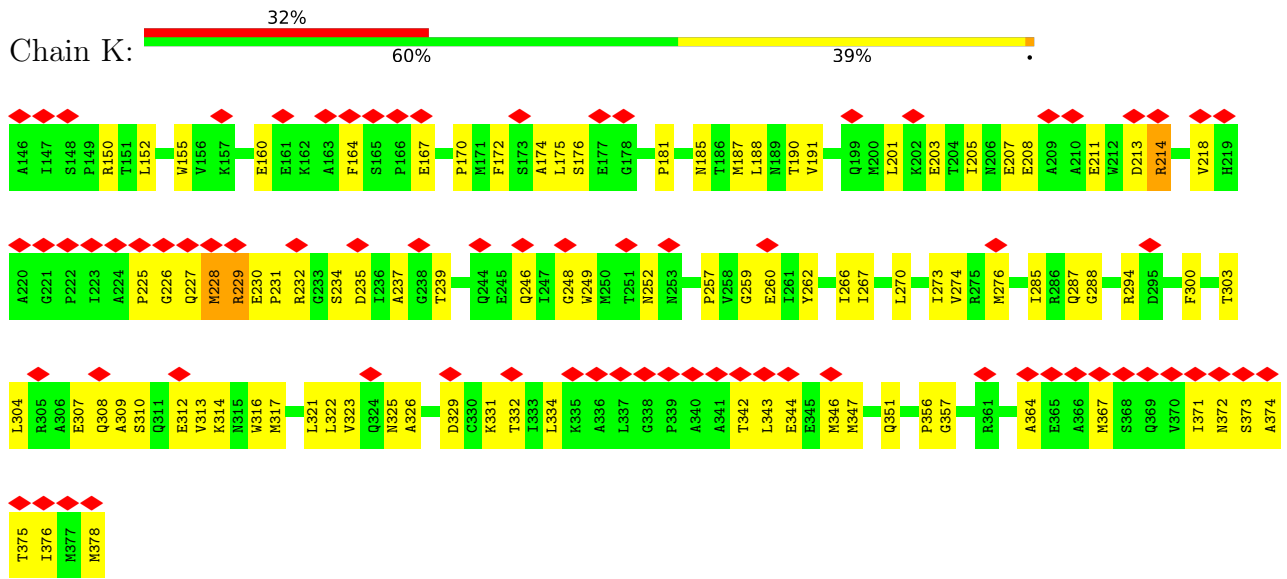 32%
Chain K:
60% 39% •
A146 I147 S148 P149 R150 T151 L152 W155 V156 K157 E160 E161 K162 A163 F164 S165 P166 E167 P170 M171 F172 S173 A174 L175 S176 E177 G178 P181 N185 T186 M187 L188 N189 T190 V191 Q199 M200 L201 K202 E203 T204 I205 N206 E207 E208 A209 A210 E211 W212 D213 R214 V218 H219
A220 G221 P222 I223 A224 P225 G226 Q227 M228 R229 E230 P231 R232 G233 S234 D235 I236 A237 G238 T239 Q244 E245 Q246 I247 G248 W249 M250 T251 N252 N253 P257 V258 G259 E260 I261 Y262 I266 I267 L270 I273 V274 R275 M276 I285 R286 Q287 G288 R294 D295 F300 T303
L304 R305 A306 E307 Q308 A309 S310 Q311 E312 V313 K314 N315 W316 M317 L321 L322 V323 Q324 N325 A326 D329 C330 K331 T332 I333 L334 K335 A336 L337 G338 P339 A340 A341 T342 L343 E344 E345 M346 M347 Q351 P356 G357 R361 A364 E365 A366 M367 S368 Q369 V370 I371 N372 S373 A374
T375 I376 M377 M378